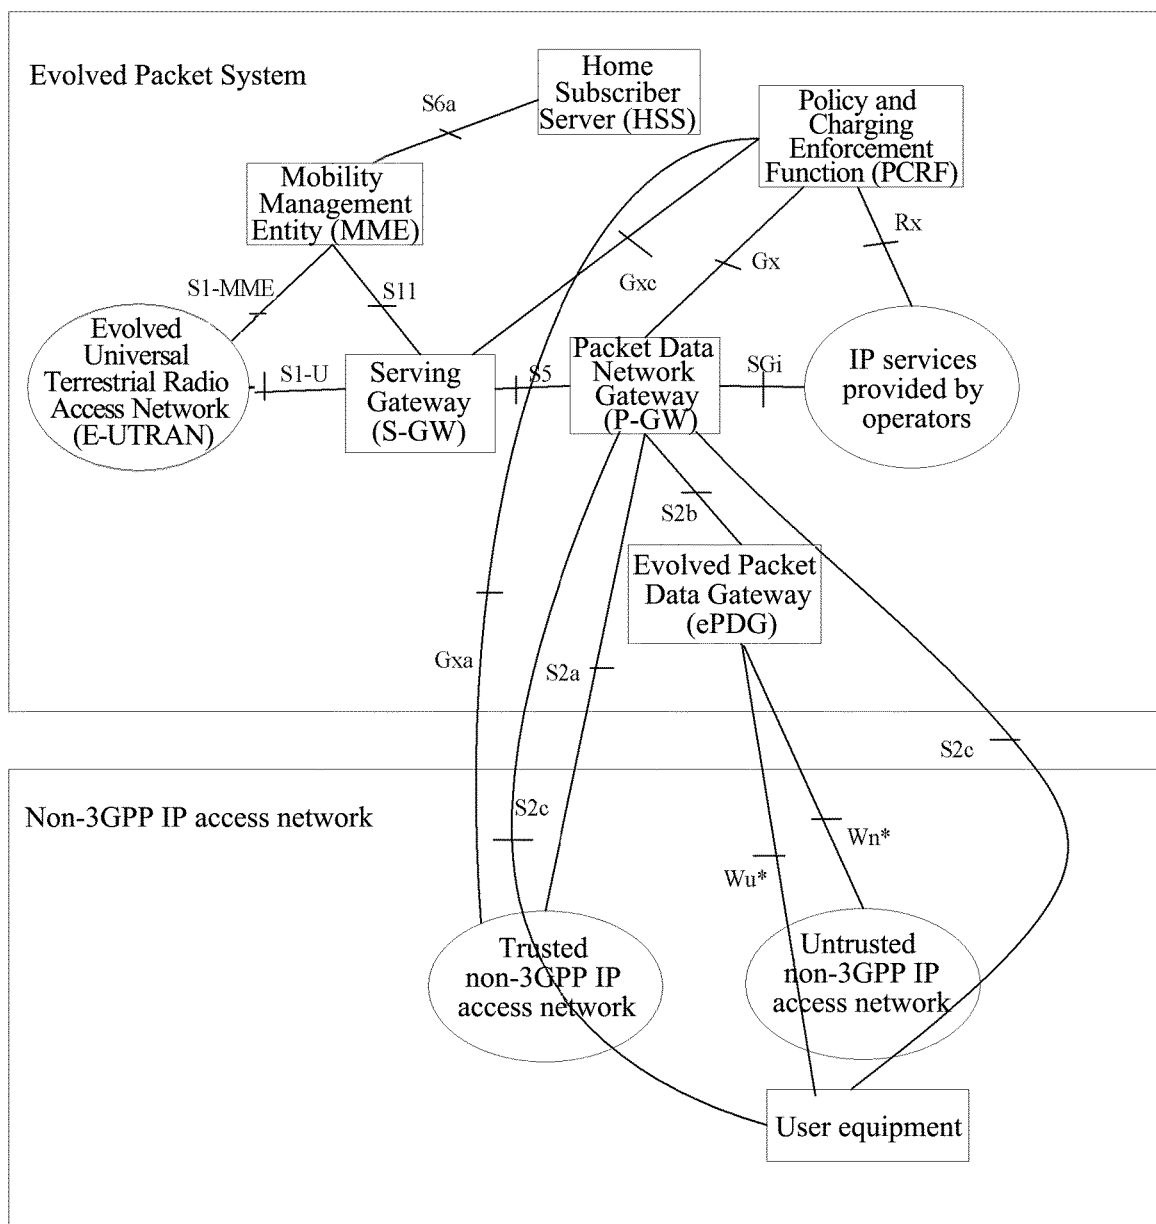 Evolved Packet System
Home
Subscriber
Server (HSS)
Policy and
Charging
Enforcement
Function (PCRF)
S6a
Mobility
Management
Entity (MME)
Rx
Gx
Gxc
S1-MME
S11
Evolved
Universal
Terrestrial Radio
Access Network
(E-UTRAN)
S1-U
Serving
Gateway
(S-GW)
S5
Packet Data
Network
Gateway
(P-GW)
SGi
IP services
provided by
operators
S2b
Evolved Packet
Data Gateway
(ePDG)
Gxa
S2a
S2c
Non-3GPP IP access network
S2c
Wn*
Wu*
Trusted
non-3GPP IP
access network
Untrusted
non-3GPP IP
access network
User equipment